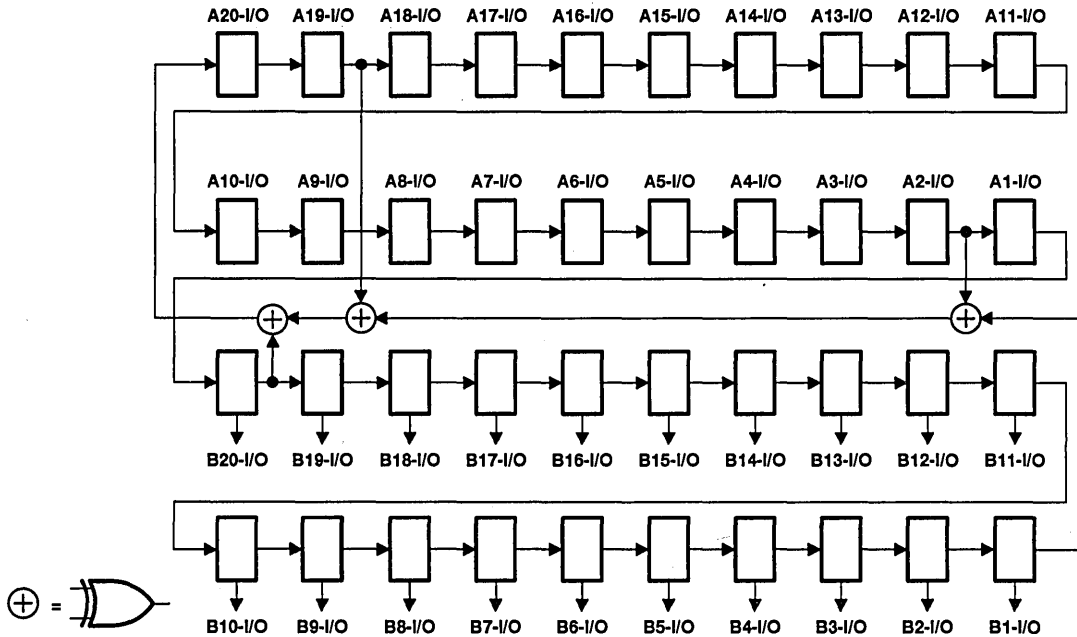 A20-I/O A19-I/O A18-I/O A17-I/O A16-I/O A15-I/O A14-I/O A13-I/O A12-I/O A11-I/O
A10-I/O A9-I/O A8-I/O A7-I/O A6-I/O A5-I/O A4-I/O A3-I/O A2-I/O A1-I/O
B20-I/O B19-I/O B18-I/O B17-I/O B16-I/O B15-I/O B14-I/O B13-I/O B12-I/O B11-I/O
=
B10-I/O B9-I/O B8-I/O B7-I/O B6-I/O B5-I/O B4-I/O B3-I/O B2-I/O B1-I/O